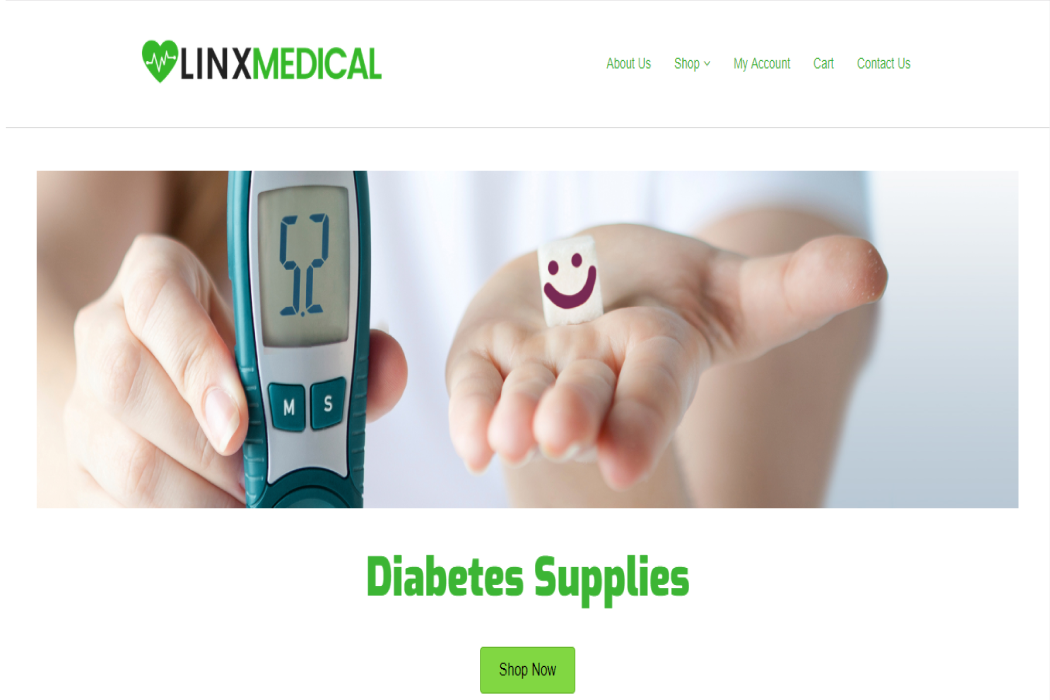 LINXMEDICAL
About Us Shop My Account Cart Contact Us
5.2
M S
Diabetes Supplies
Shop Now